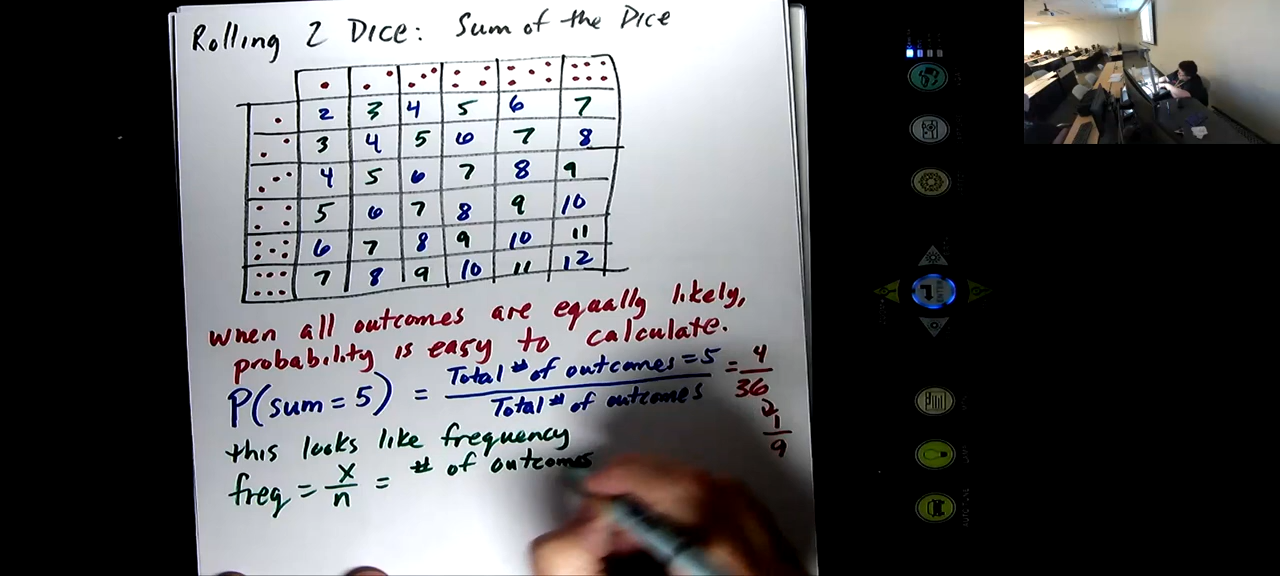 Rolling 2 Dice: Sum of the Dice
2 3 4 5 6 7
3 4 5 6 7 8
4 5 6 7 8 9
5 6 7 8 9 10
6 7 8 9 10 11
7 8 9 10 11 12
When all outcomes are equally likely,
probability is easy to calculate.
P(sum = 5) = Total # of outcomes = 5 / Total # of outcomes = 4/36
1/9
this looks like frequency
freq = x/n = # of outcomes